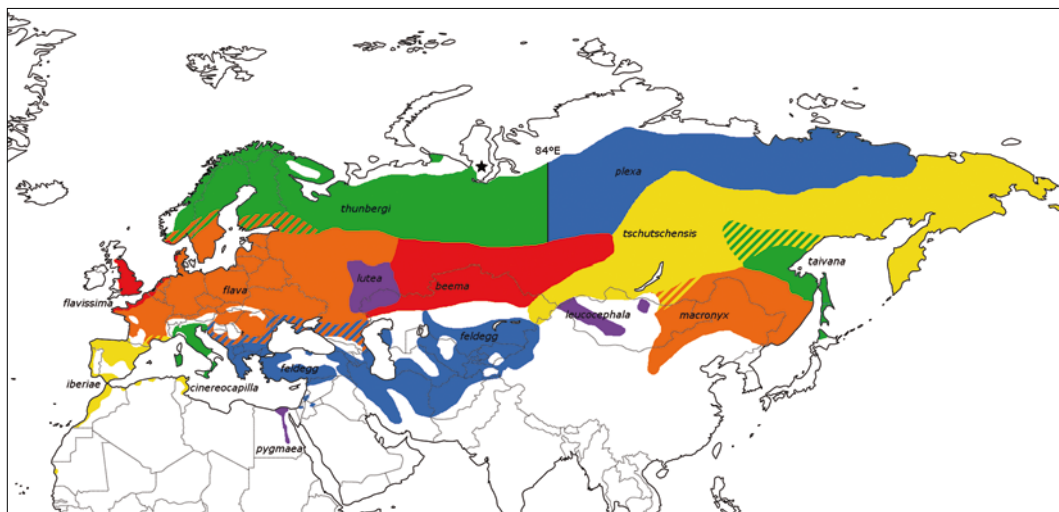 84°E
plexa
thunbergi
tschutschensis
taivana
lutea
beema
flava
flavissima
leucocephala
macronyx
feldegg
feldegg
iberiae
cinereocapilla
pygmaea